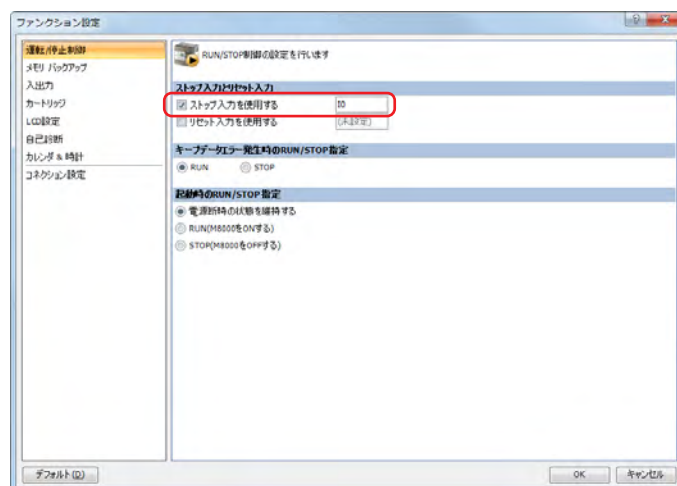 ファンクション設定
運転/停止制御
メモリ バックアップ
入出力
カートリッジ
LCD設定
自己診断
カレンダ & 時計
コネクション設定
RUN/STOP制御の設定を行います
ストップ入力とリセット入力
ストップ入力を使用する
I0
リセット入力を使用する
(未設定)
キープデータエラー発生時のRUN/STOP指定
RUN
STOP
起動時のRUN/STOP指定
電源断時の状態を維持する
RUN(M8000をONする)
STOP(M8000をOFFする)
デフォルト(D)
OK
キャンセル